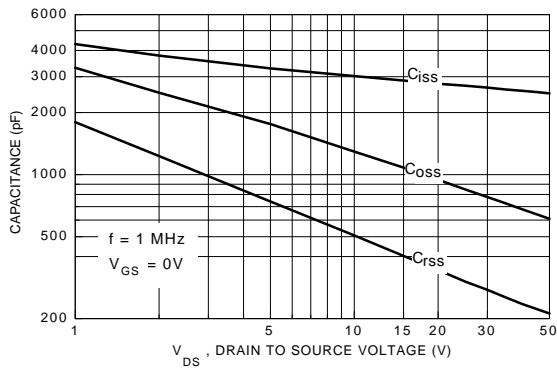 6000
4000
3000
2000
1000
500
200
CAPACITANCE (pF)
Ciss
Coss
Crss
f = 1 MHz
VGS = 0V
1 2 3 5 10 15 20 30 50
VDS , DRAIN TO SOURCE VOLTAGE (V)